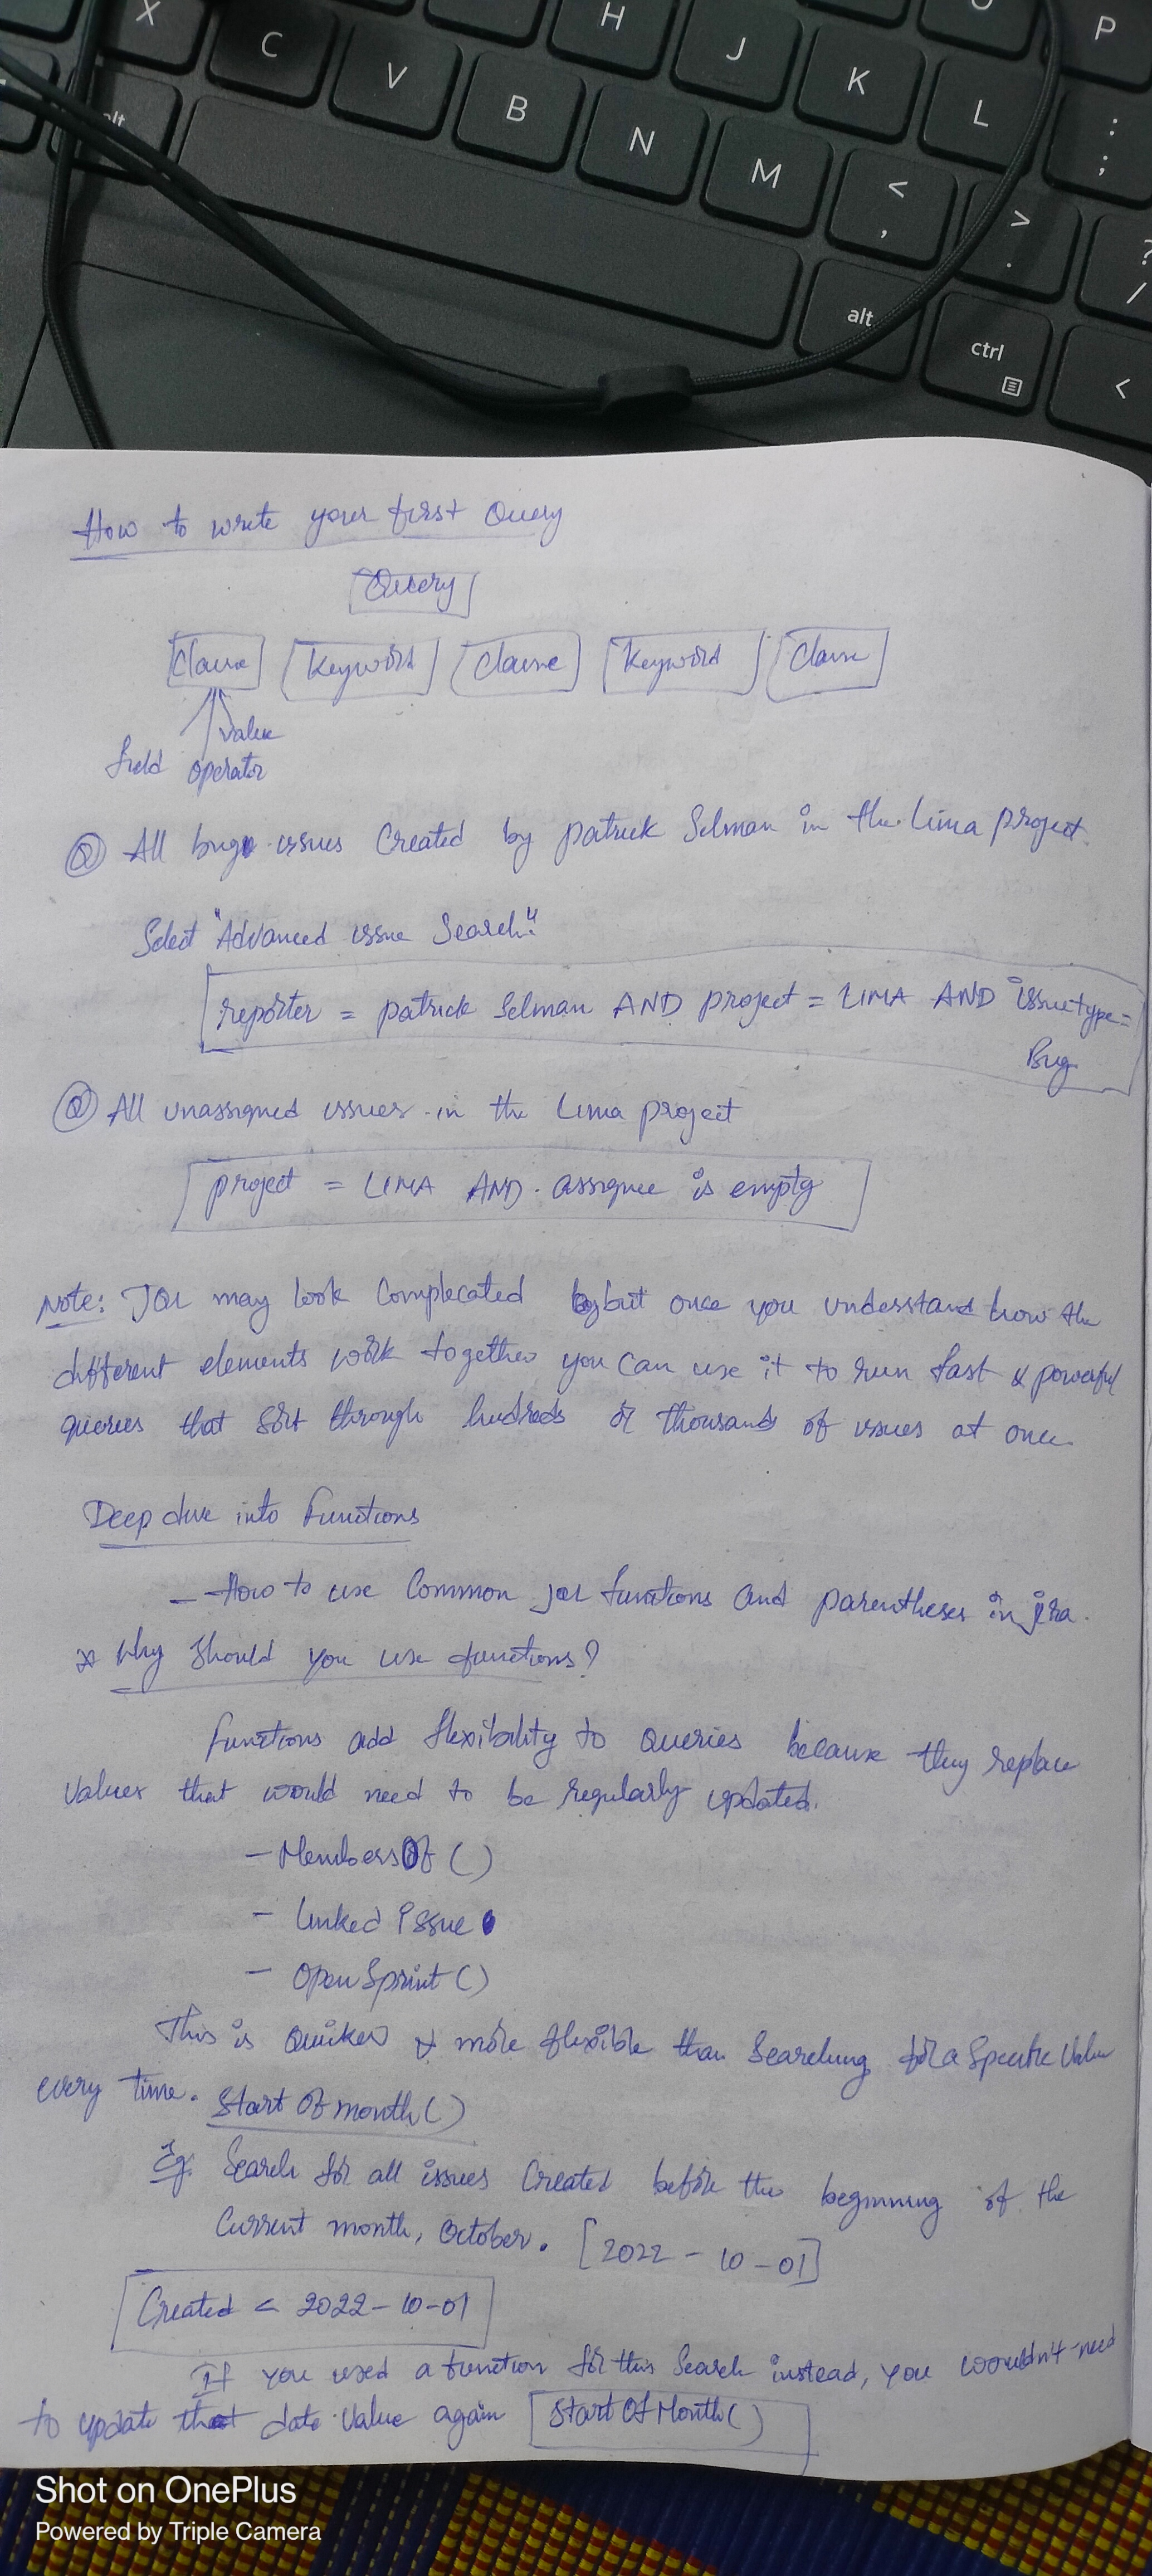 X
C
V
B
H
N
J
M
K
L
P
:
;
<
,
>
.
?
/
alt
alt
ctrl
<
How to write your first Query
Query
Clause Keyword Clause Keyword Clause
Value
field operator
Q All bug issues Created by patrick Selman in the Lima project.
Select "Advanced issue Search"
reporter = patrick Selman AND project = LIMA AND issuetype =
Bug
Q All unassigned issues in the Lima project
project = LIMA AND assignee is empty
Note: JQL may look Complecated but once you understand how the
different elements work together you can use it to run fast & powerful
queries that sort through hudreds or thousands of issues at once
Deep dive into functions
- How to use Common JQL functions and parentheses in jira.
* Why should you use functions?
Functions add flexibility to queries because they replace
Values that would need to be regularly updated.
- MembersOf ( )
- Linked issue
- Open Sprint ( )
This is Quicker & more flexible than Searching for a Specific Value
every time. Start Of month ( )
Eg. Search for all issues Created before the beginning of the
Current month, October. [2022 - 10 - 01]
Created < 2022 - 10 - 01
If you used a function for this Search instead, you wouldn't need
to update that date Value again Start Of Month ( )
Shot on OnePlus
Powered by Triple Camera